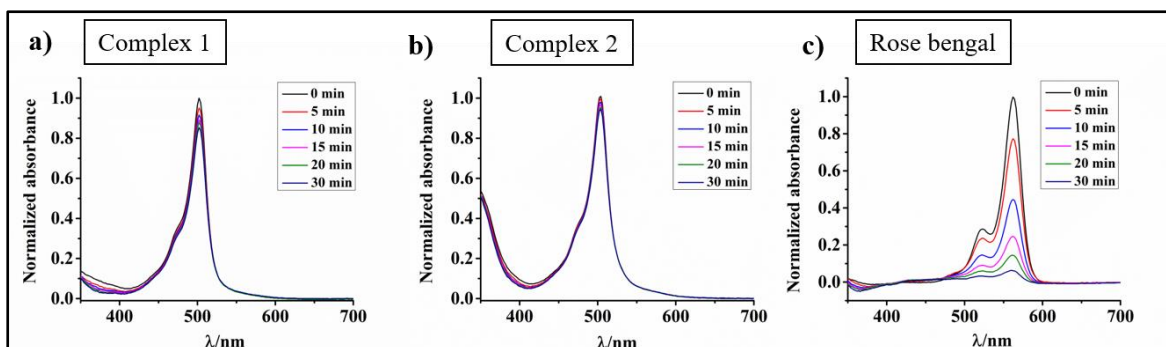 a) Complex 1
Normalized absorbance
1.0
0.8
0.6
0.4
0.2
0.0
0 min
5 min
10 min
15 min
20 min
30 min
400 500 600 700
λ/nm
b) Complex 2
Normalized absorbance
1.0
0.8
0.6
0.4
0.2
0.0
0 min
5 min
10 min
15 min
20 min
30 min
400 500 600 700
λ/nm
c) Rose bengal
Normalized absorbance
1.0
0.8
0.6
0.4
0.2
0.0
0 min
5 min
10 min
15 min
20 min
30 min
400 500 600 700
λ/nm